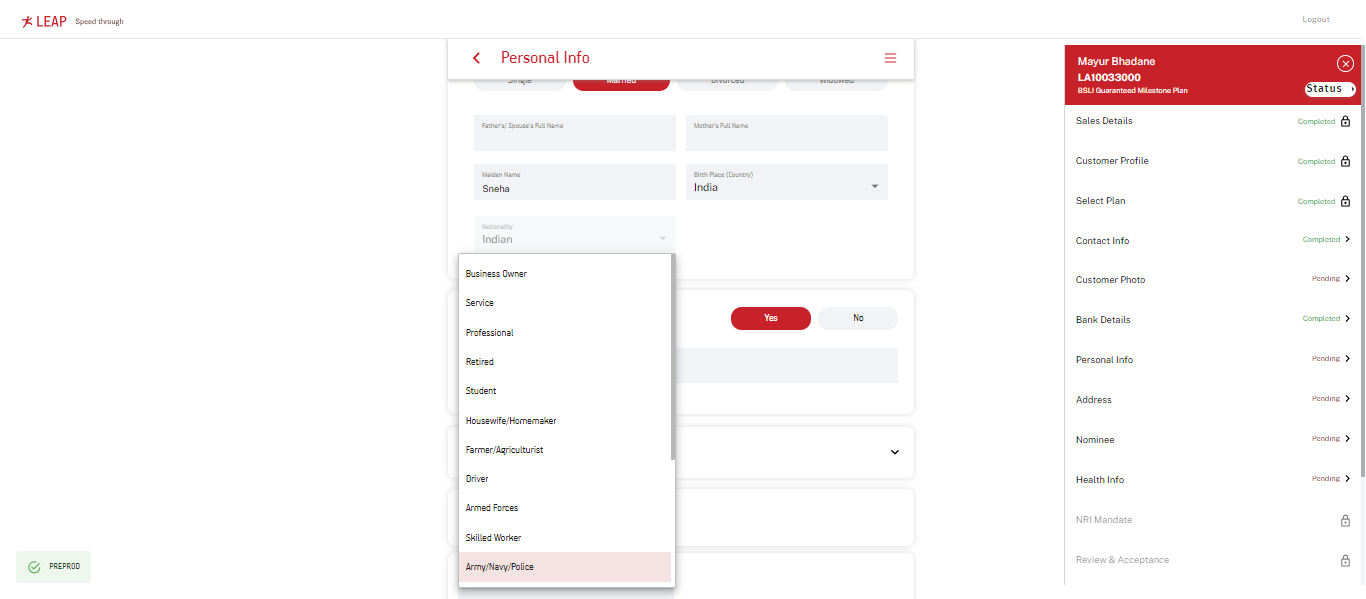 LEAP Speed through
Logout
Personal Info
Single Married Divorced Widowed
Father's/ Spouse's Full Name
Mother's Full Name
Maiden Name
Sneha
Birth Place (Country)
India
Nationality
Indian
Business Owner
Service
Professional
Retired
Student
Housewife/Homemaker
Farmer/Agriculturist
Driver
Armed Forces
Skilled Worker
Army/Navy/Police
Yes No
PREPROD
Mayur Bhadane
LA10033000
BSLI Guaranteed Milestone Plan
Status
Sales Details Completed
Customer Profile Completed
Select Plan Completed
Contact Info Completed
Customer Photo Pending
Bank Details Completed
Personal Info Pending
Address Pending
Nominee Pending
Health Info Pending
NRI Mandate
Review & Acceptance